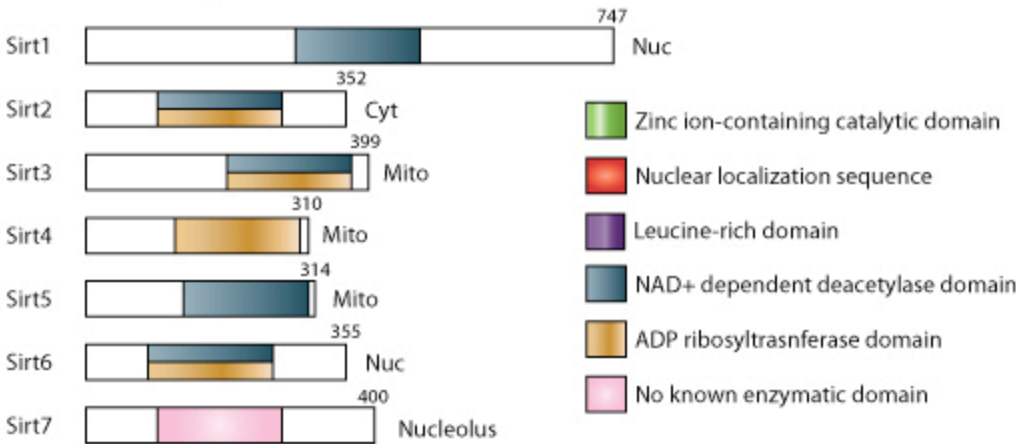 747
Sirt1 Nuc
352
Sirt2 Cyt
399
Sirt3 Mito
310
Sirt4 Mito
314
Sirt5 Mito
355
Sirt6 Nuc
400
Sirt7 Nucleolus
Zinc ion-containing catalytic domain
Nuclear localization sequence
Leucine-rich domain
NAD+ dependent deacetylase domain
ADP ribosyltrasnferase domain
No known enzymatic domain